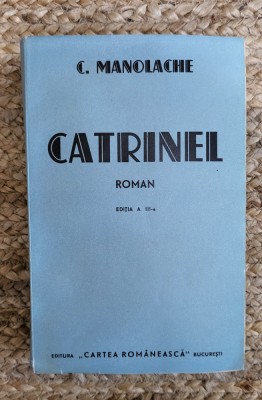 C. MANOLACHE
CATRINEL
ROMAN
EDIȚIA A III-a
EDITURA „CARTEA ROMÂNEASCĂ" BUCUREȘTI